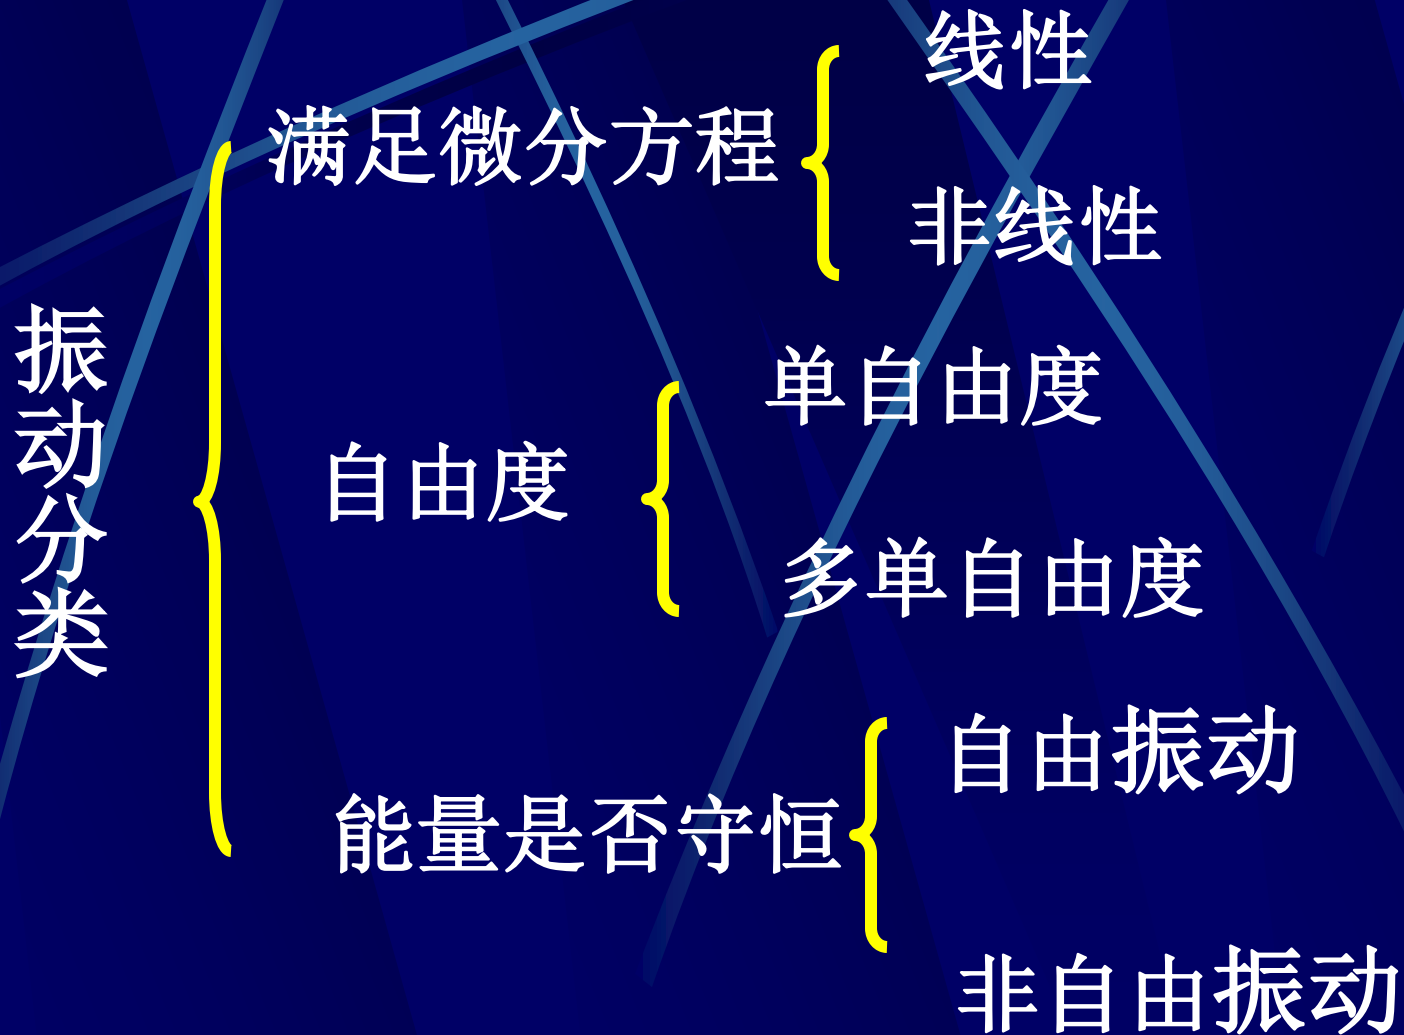 振动分类
满足微分方程
线性
非线性
自由度
单自由度
多单自由度
能量是否守恒
自由振动
非自由振动